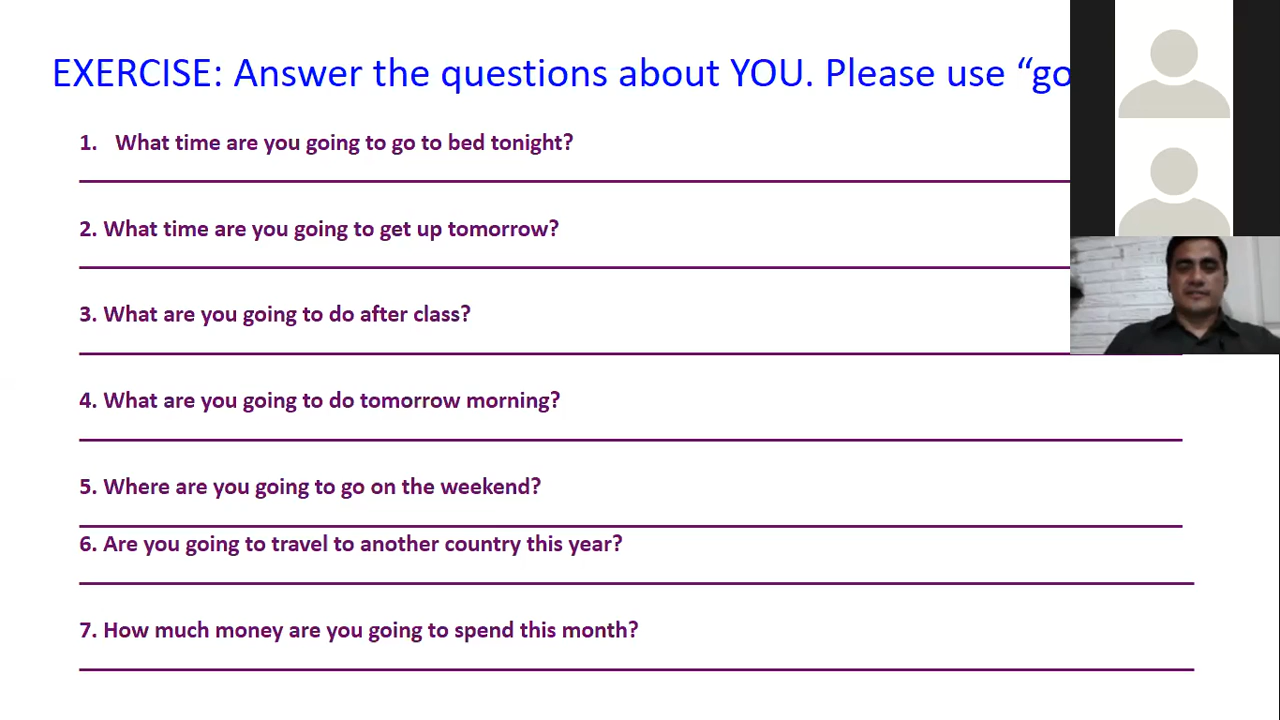 EXERCISE: Answer the questions about YOU. Please use “go
1. What time are you going to go to bed tonight?
2. What time are you going to get up tomorrow?
3. What are you going to do after class?
4. What are you going to do tomorrow morning?
5. Where are you going to go on the weekend?
6. Are you going to travel to another country this year?
7. How much money are you going to spend this month?